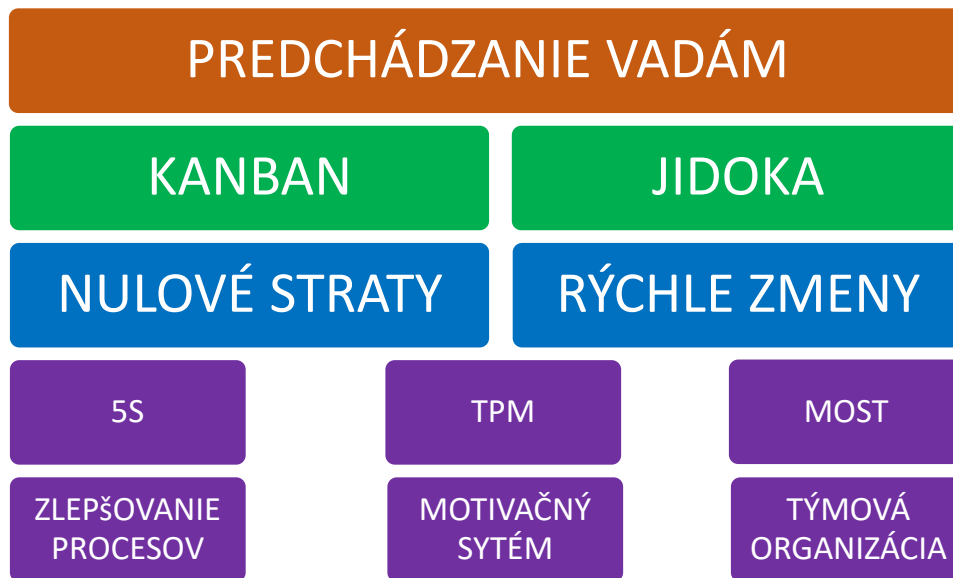 PREDCHÁDZANIE VADÁM
KANBAN
JIDOKA
NULOVÉ STRATY
RÝCHLE ZMENY
5S
TPM
MOST
ZLEPšOVANIE
PROCESOV
MOTIVAČNÝ
SYTÉM
TÝMOVÁ
ORGANIZÁCIA